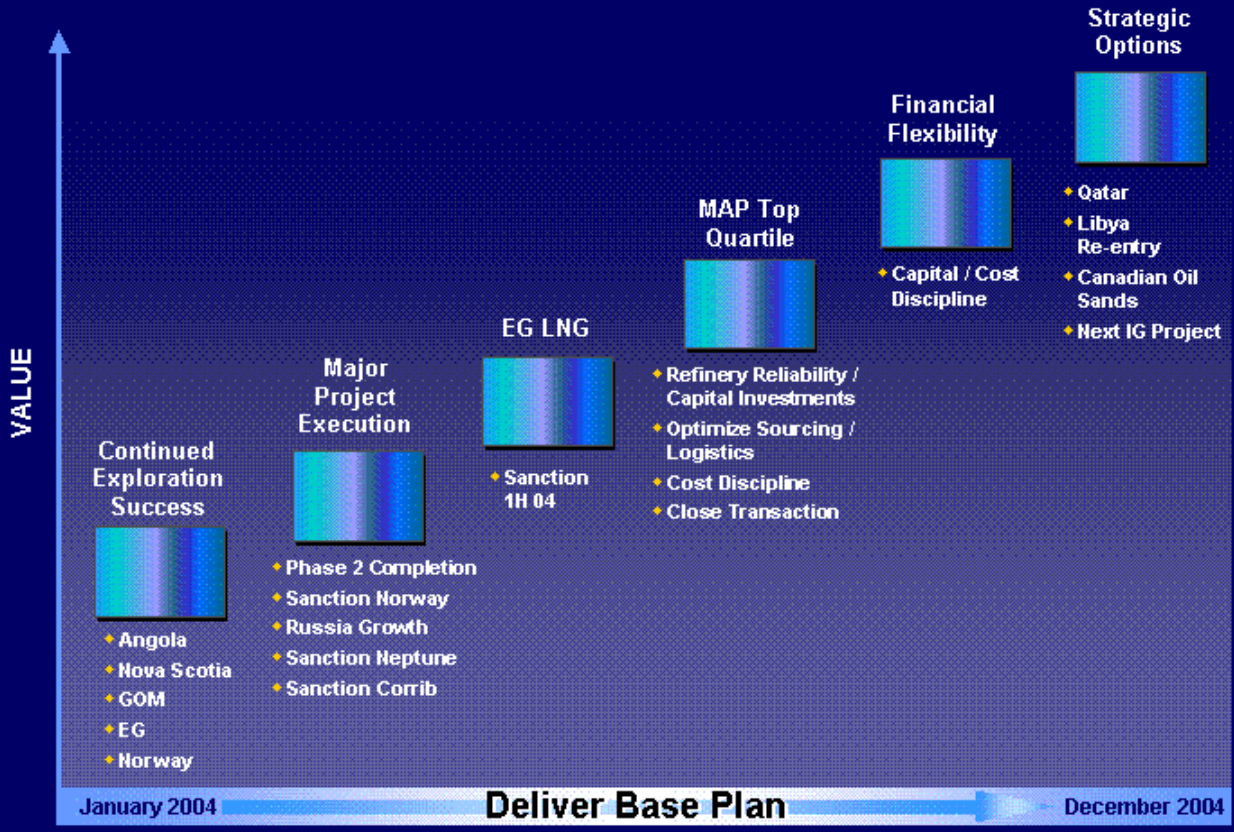 VALUE
Continued
Exploration
Success
◆ Angola
◆ Nova Scotia
◆ GOM
◆ EG
◆ Norway
Major
Project
Execution
◆ Phase 2 Completion
◆ Sanction Norway
◆ Russia Growth
◆ Sanction Neptune
◆ Sanction Corrib
EG LNG
◆ Sanction
1H 04
MAP Top
Quartile
◆ Refinery Reliability /
Capital Investments
◆ Optimize Sourcing /
Logistics
◆ Cost Discipline
◆ Close Transaction
Financial
Flexibility
◆ Capital / Cost
Discipline
Strategic
Options
◆ Qatar
◆ Libya
Re-entry
◆ Canadian Oil
Sands
◆ Next IG Project
January 2004
Deliver Base Plan
December 2004